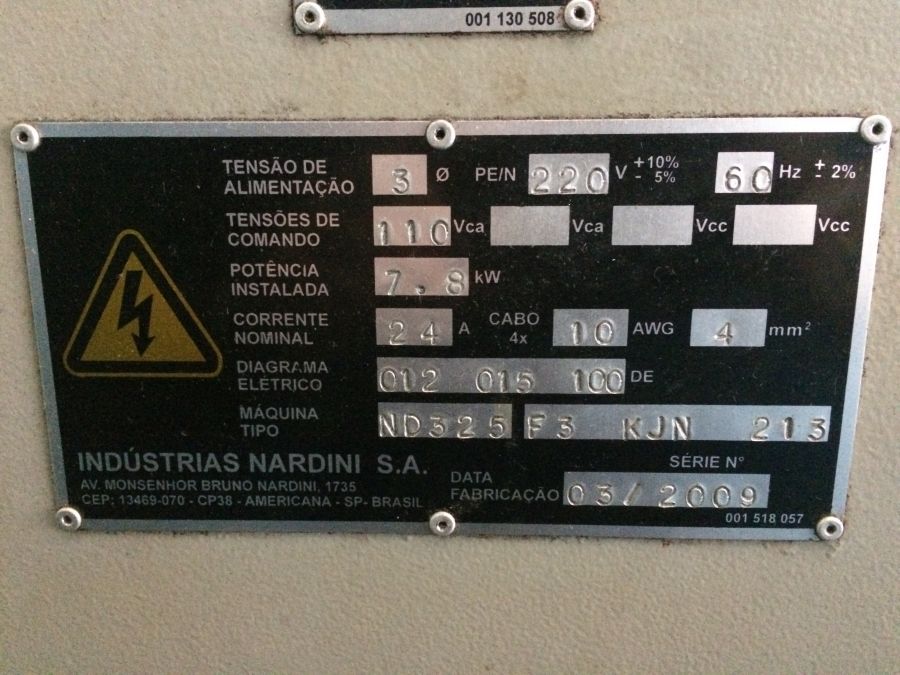 001 130 508
TENSÃO DE ALIMENTAÇÃO 3 Ø PE/N 220 V +10% - 5% 60 Hz ± 2%
TENSÕES DE COMANDO 110 Vca Vca Vcc Vcc
POTÊNCIA INSTALADA 7.8 kW
CORRENTE NOMINAL 24 A CABO 4x 10 AWG 4 mm²
DIAGRAMA ELÉTRICO 012 015 100 DE
MÁQUINA TIPO ND325 F3 KJN 213
SÉRIE Nº
INDÚSTRIAS NARDINI S.A.
AV. MONSENHOR BRUNO NARDINI, 1735
CEP: 13469-070 - CP38 - AMERICANA - SP- BRASIL
DATA FABRICAÇÃO 03/2009
001 518 057